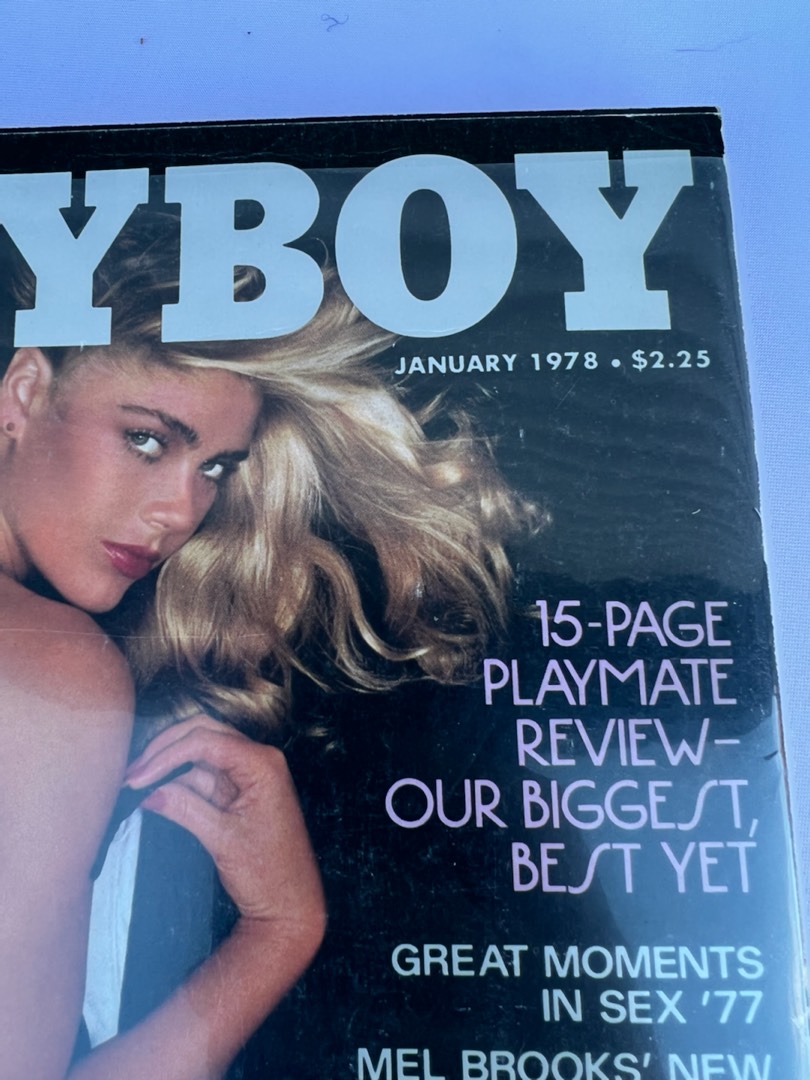 YBOY
JANUARY 1978 • $2.25
15-PAGE
PLAYMATE
REVIEW–
OUR BIGGEST,
BEST YET
GREAT MOMENTS
IN SEX '77
MEL BROOKS' NEW